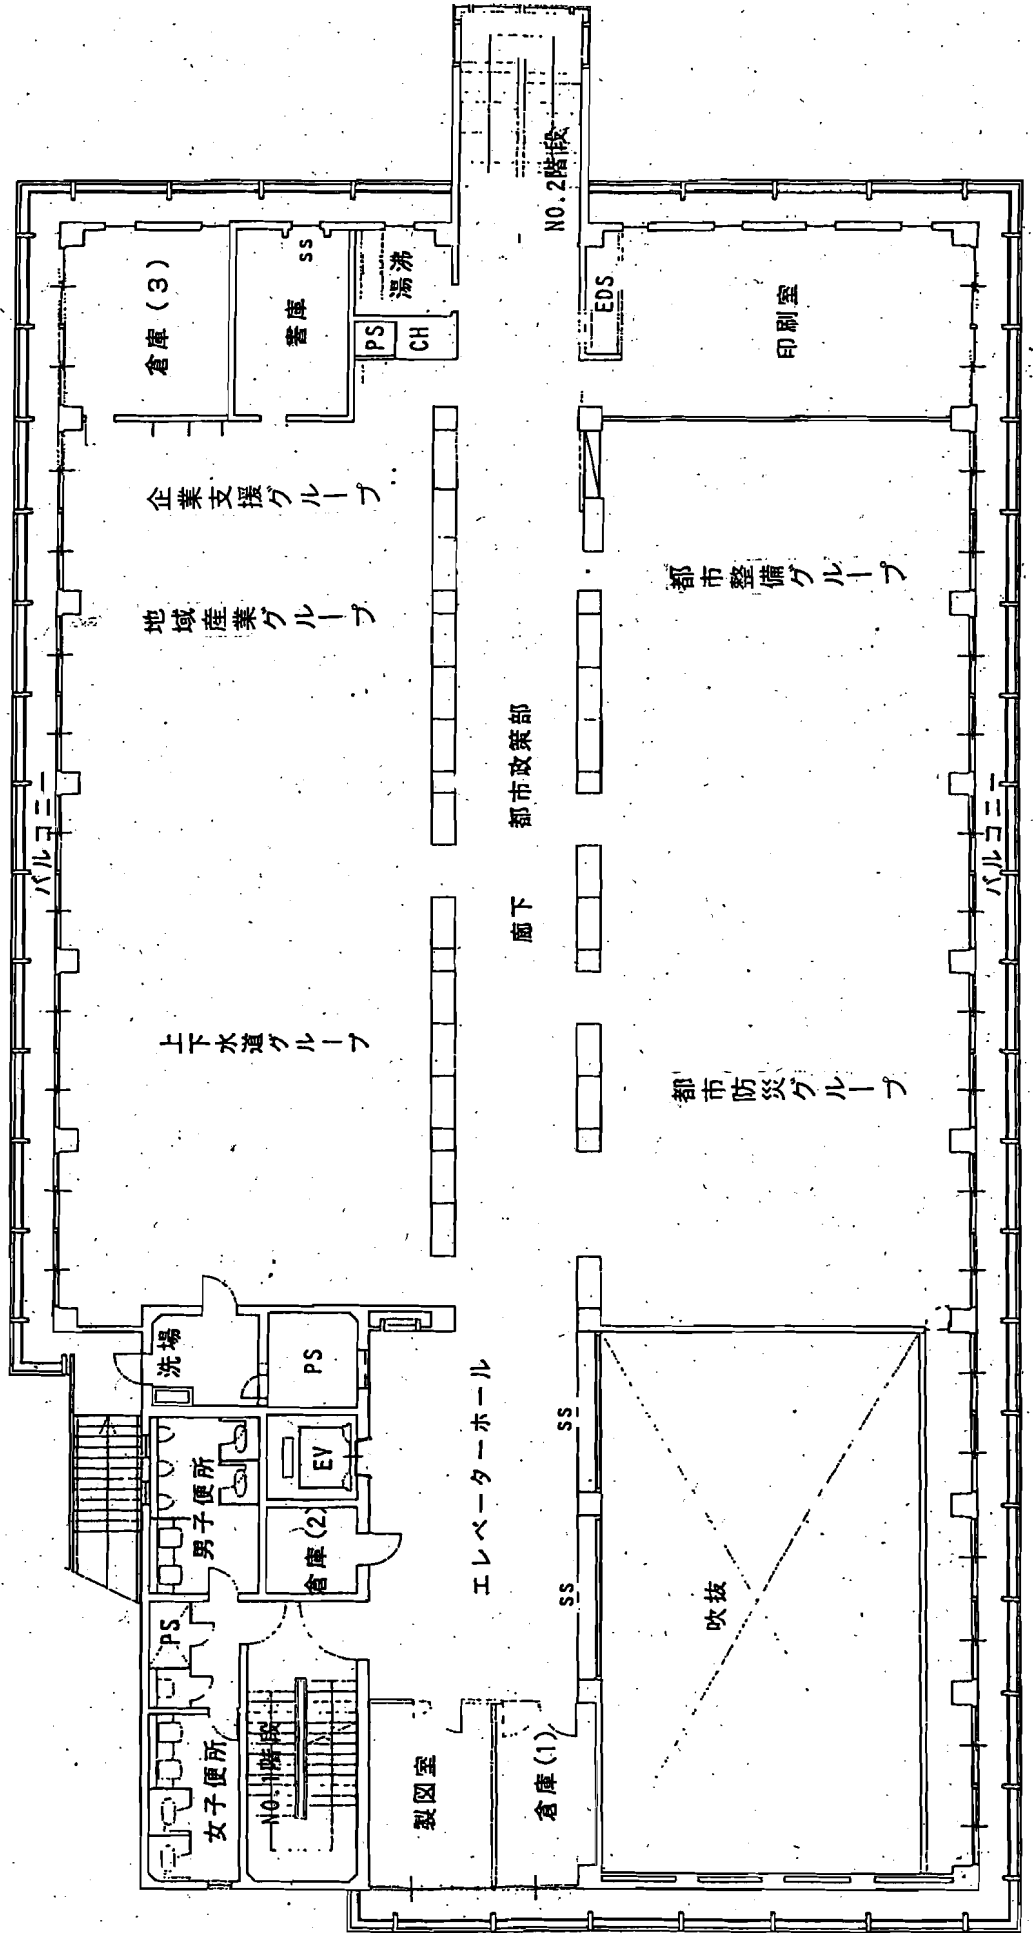 NO.2階段
倉庫(3)
書庫
SS
湯沸
PS
CH
EDS
印刷室
企業支援グループ
地域産業グループ
都市整備グループ
都市政策部
廊下
バルコニー
バルコニー
上下水道グループ
都市防災グループ
洗場
PS
男子便所
EV
倉庫(2)
エレベーターホール
SS
SS
吹抜
PS
女子便所
NO.1階段
製図室
倉庫(1)